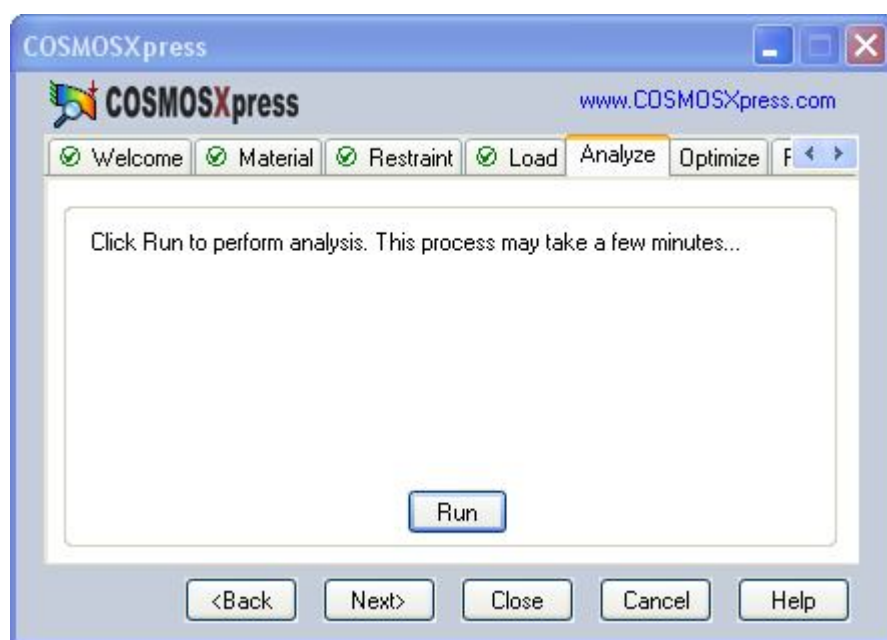 COSMOSXpress
COSMOSXpress www.COSMOSXpress.com
Welcome Material Restraint Load Analyze Optimize
Click Run to perform analysis. This process may take a few minutes...
Run
<Back Next> Close Cancel Help